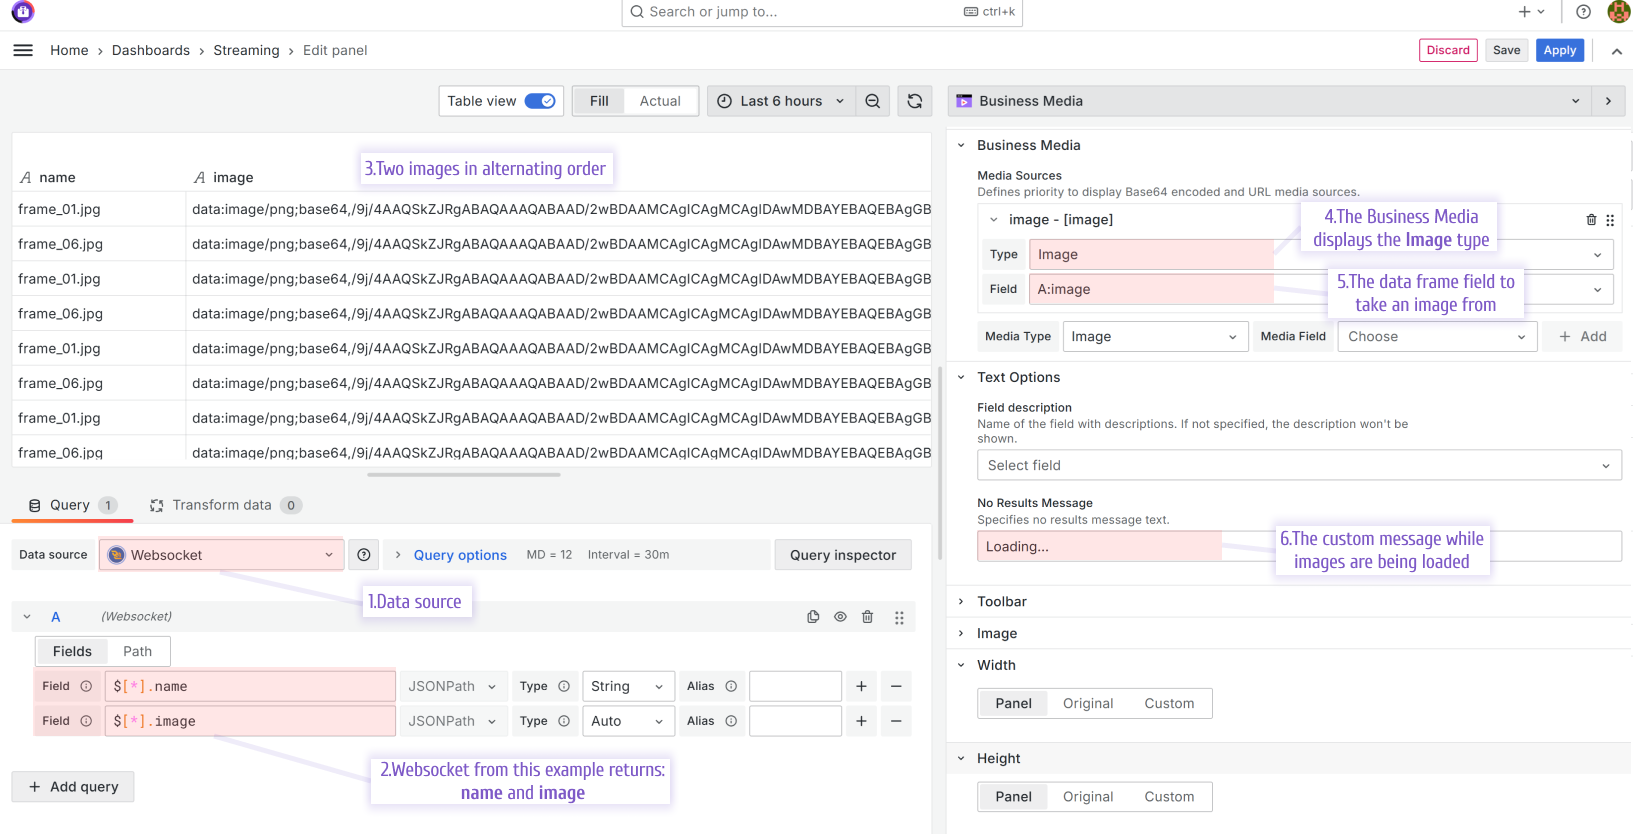 Search or jump to...
ctrl+k
Home › Dashboards › Streaming › Edit panel
Discard
Save
Apply
Table view
Fill
Actual
Last 6 hours
Business Media
3.Two images in alternating order
name
image
frame_01.jpg data:image/png;base64,/9j/4AAQSkZJRgABAQAAAQABAAD/2wBDAAMCAgICAgMCAgIDAwMDBAYEBAQEBAgGB
frame_06.jpg data:image/png;base64,/9j/4AAQSkZJRgABAQAAAQABAAD/2wBDAAMCAgICAgMCAgIDAwMDBAYEBAQEBAgGB
frame_01.jpg data:image/png;base64,/9j/4AAQSkZJRgABAQAAAQABAAD/2wBDAAMCAgICAgMCAgIDAwMDBAYEBAQEBAgGB
frame_06.jpg data:image/png;base64,/9j/4AAQSkZJRgABAQAAAQABAAD/2wBDAAMCAgICAgMCAgIDAwMDBAYEBAQEBAgGB
frame_01.jpg data:image/png;base64,/9j/4AAQSkZJRgABAQAAAQABAAD/2wBDAAMCAgICAgMCAgIDAwMDBAYEBAQEBAgGB
frame_06.jpg data:image/png;base64,/9j/4AAQSkZJRgABAQAAAQABAAD/2wBDAAMCAgICAgMCAgIDAwMDBAYEBAQEBAgGB
frame_01.jpg data:image/png;base64,/9j/4AAQSkZJRgABAQAAAQABAAD/2wBDAAMCAgICAgMCAgIDAwMDBAYEBAQEBAgGB
frame_06.jpg data:image/png;base64,/9j/4AAQSkZJRgABAQAAAQABAAD/2wBDAAMCAgICAgMCAgIDAwMDBAYEBAQEBAgGB
Query 1
Transform data 0
Data source
Websocket
Query options
MD = 12
Interval = 30m
Query inspector
1.Data source
A
(Websocket)
Fields
Path
Field $[*].name JSONPath Type String Alias
Field $[*].image JSONPath Type Auto Alias
2.Websocket from this example returns:
name and image
+ Add query
Business Media
Media Sources
Defines priority to display Base64 encoded and URL media sources.
image - [image]
4.The Business Media
displays the Image type
Type
Image
Field
A:image
5.The data frame field to
take an image from
Media Type
Image
Media Field
Choose
+ Add
Text Options
Field description
Name of the field with descriptions. If not specified, the description won't be
shown.
Select field
No Results Message
Specifies no results message text.
Loading...
6.The custom message while
images are being loaded
Toolbar
Image
Width
Panel
Original
Custom
Height
Panel
Original
Custom